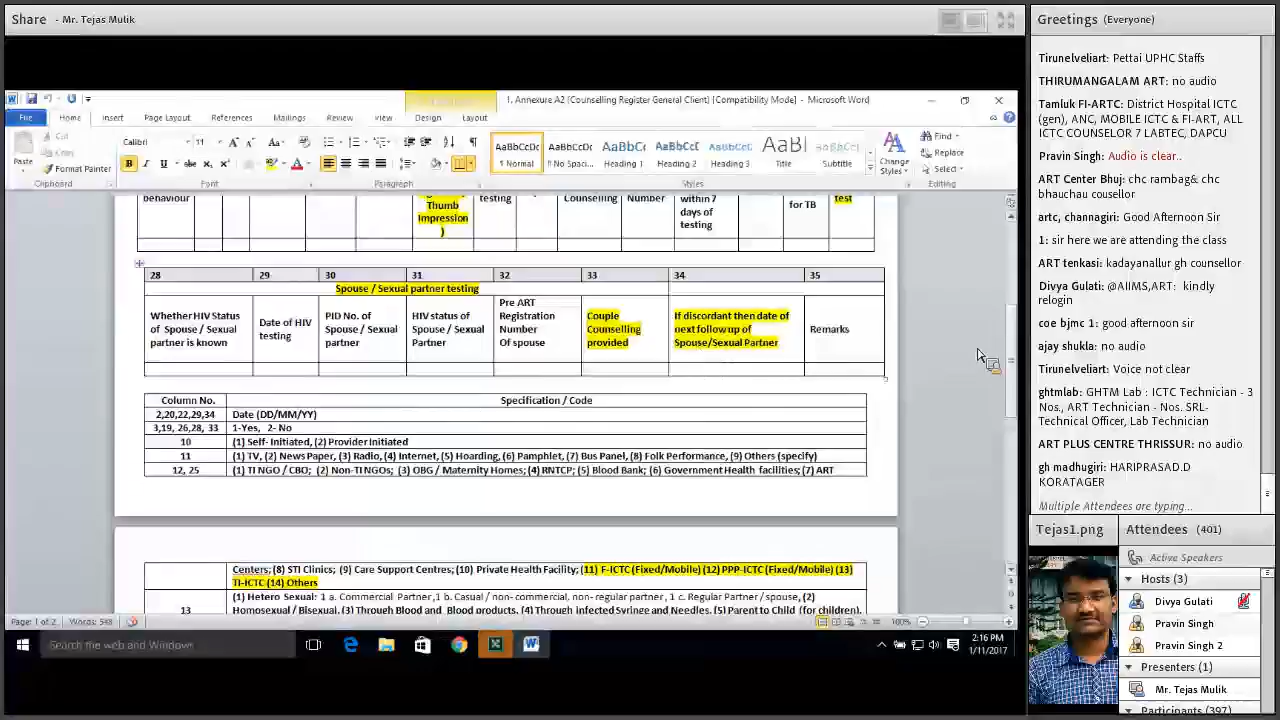 Share - Mr. Tejas Mulik
1. Annexure A2 [Counselling Register General Client] [Compatibility Mode] - Microsoft Word
File Home Insert Page Layout References Mailings Review View Design Layout
Paste
Cut
Copy
Format Painter
Clipboard
Calibri 11
Font
Paragraph
AaBbCcDc AaBbCcDc AaBbCc AaBbCc AaBbCcI AaBl AaBbCcI
¶ Normal ¶ No Spaci... Heading 1 Heading 2 Heading 3 Title Subtitle
Change Styles
Styles
Find
Replace
Select
Editing
behaviour
Thumb
Impression
)
testing
Counselling
Number
within 7
days of
testing
for TB
test
28 29 30 31 32 33 34 35
Spouse / Sexual partner testing
Whether HIV Status
of Spouse / Sexual
partner is known
Date of HIV
testing
PID No. of
Spouse / Sexual
partner
HIV status of
Spouse / Sexual
Partner
Pre ART
Registration
Number
Of spouse
Couple
Counselling
provided
If discordant then date of
next follow up of
Spouse/Sexual Partner
Remarks
Column No. Specification / Code
2,20,22,29,34 Date (DD/MM/YY)
3,19, 26,28, 33 1-Yes, 2- No
10 (1) Self- Initiated, (2) Provider Initiated
11 (1) TV, (2) News Paper, (3) Radio, (4) Internet, (5) Hoarding, (6) Pamphlet, (7) Bus Panel, (8) Folk Performance, (9) Others (specify)
12, 25 (1) TI NGO / CBO; (2) Non-TI NGOs; (3) OBG / Maternity Homes; (4) RNTCP; (5) Blood Bank; (6) Government Health facilities; (7) ART
Centers; (8) STI Clinics; (9) Care Support Centres; (10) Private Health Facility; (11) F-ICTC (Fixed/Mobile) (12) PPP-ICTC (Fixed/Mobile) (13)
TI-ICTC (14) Others
13 (1) Hetero Sexual: 1 a. Commercial Partner,1 b. Casual / non- commercial, non- regular partner, 1 c. Regular Partner / spouse, (2)
Homosexual / Bisexual, (3) Through Blood and Blood products, (4) Through infected Syringe and Needles, (5) Parent to Child (for children),
Page: 1 of 2 Words: 548 100%
Search the web and Windows
2:16 PM
1/11/2017
Greetings (Everyone)
Tirunelveliart: Pettai UPHC Staffs
THIRUMANGALAM ART: no audio
Tamluk FI-ARTC: District Hospital ICTC
(gen), ANC, MOBILE ICTC & FI-ART, ALL
ICTC COUNSELOR 7 LABTEC, DAPCU
Pravin Singh: Audio is clear..
ART Center Bhuj: chc rambag& chc
bhauchau cousellor
artc, channagiri: Good Afternoon Sir
1: sir here we are attending the class
ART tenkasi: kadayanallur gh counsellor
Divya Gulati: @AIIMS,ART: kindly
relogin
coe bjmc 1: good afternoon sir
ajay shukla: no audio
Tirunelveliart: Voice not clear
ghtmlab: GHTM Lab : ICTC Technician - 3
Nos., ART Technician - Nos. SRL-
Technical Officer, Lab Technician
ART PLUS CENTRE THRISSUR: no audio
gh madhugiri: HARIPRASAD.D
KORATAGER
Multiple Attendees are typing...
Tejas1.png
Attendees (401)
Active Speakers
Hosts (3)
Divya Gulati
Pravin Singh
Pravin Singh 2
Presenters (1)
Mr. Tejas Mulik
Participants (397)